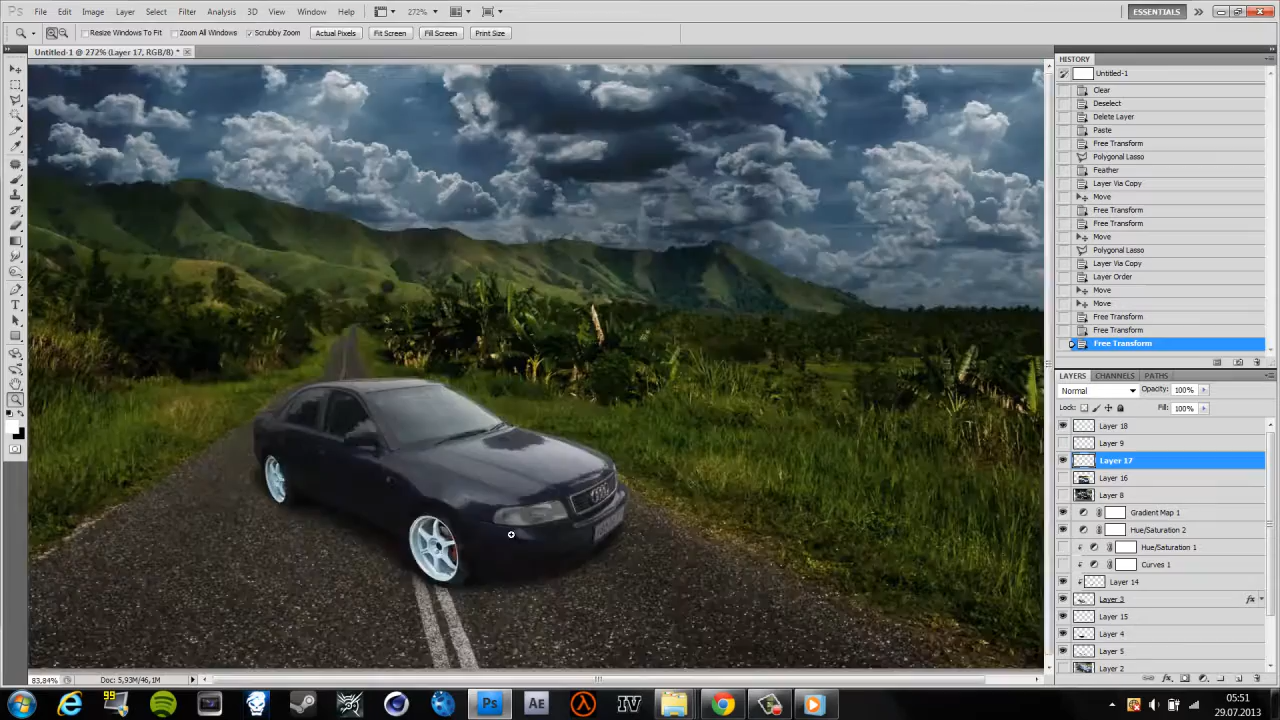 Ps File Edit Image Layer Select Filter Analysis 3D View Window Help 272% ESSENTIALS
Resize Windows To Fit Zoom All Windows Scrubby Zoom Actual Pixels Fit Screen Fill Screen Print Size
Untitled-1 @ 272% (Layer 17, RGB/8) *
HISTORY
Untitled-1
Clear
Deselect
Delete Layer
Paste
Free Transform
Polygonal Lasso
Feather
Layer Via Copy
Move
Free Transform
Free Transform
Move
Polygonal Lasso
Layer Via Copy
Layer Order
Move
Move
Free Transform
Free Transform
Free Transform
LAYERS CHANNELS PATHS
Normal Opacity: 100%
Lock: Fill: 100%
Layer 18
Layer 9
Layer 17
Layer 16
Layer 8
Gradient Map 1
Hue/Saturation 2
Hue/Saturation 1
Curves 1
Layer 14
Layer 3 fx
Layer 15
Layer 4
Layer 5
Layer 2
83,84% Doc: 5,93M/46,1M
99 Ps AE IV
05:51
29.07.2013